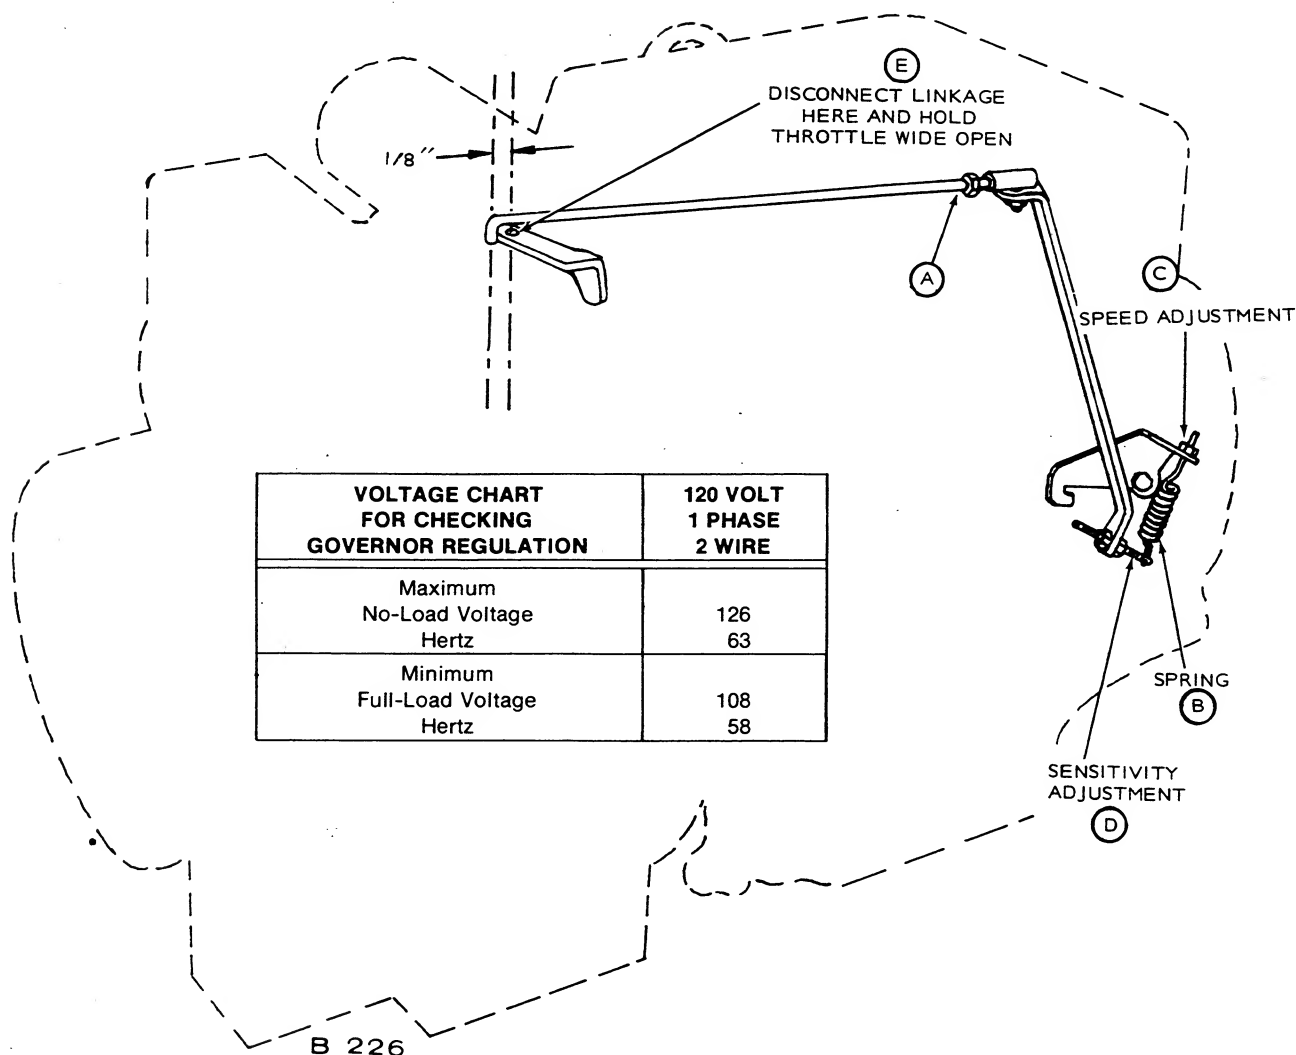 E
DISCONNECT LINKAGE
HERE AND HOLD
THROTTLE WIDE OPEN
1/8"
A
C
SPEED ADJUSTMENT
VOLTAGE CHART
FOR CHECKING
GOVERNOR REGULATION
120 VOLT
1 PHASE
2 WIRE
Maximum
No-Load Voltage 126
Hertz 63
Minimum
Full-Load Voltage 108
Hertz 58
SPRING
B
SENSITIVITY
ADJUSTMENT
D
B 226